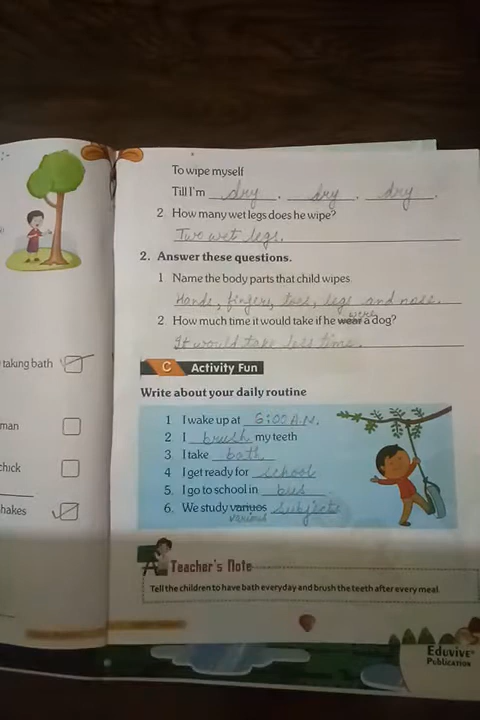 To wipe myself
Till I'm dry . dry . dry .
2 How many wet legs does he wipe?
Two wet legs.
2. Answer these questions.
1 Name the body parts that child wipes
Hands, fingers, toes, legs and nose.
2 How much time it would take if he wear were a dog?
It would take less time.
taking bath
C Activity Fun
Write about your daily routine
1 I wake up at 6:00 A.M.
man
2 I brush my teeth
3 I take bath
chick
4 I get ready for school
5. I go to school in bus
hakes
6. We study variuos subjects
various
Teacher's Note
Tell the children to have bath everyday and brush the teeth after every meal
Eduvive
Publication